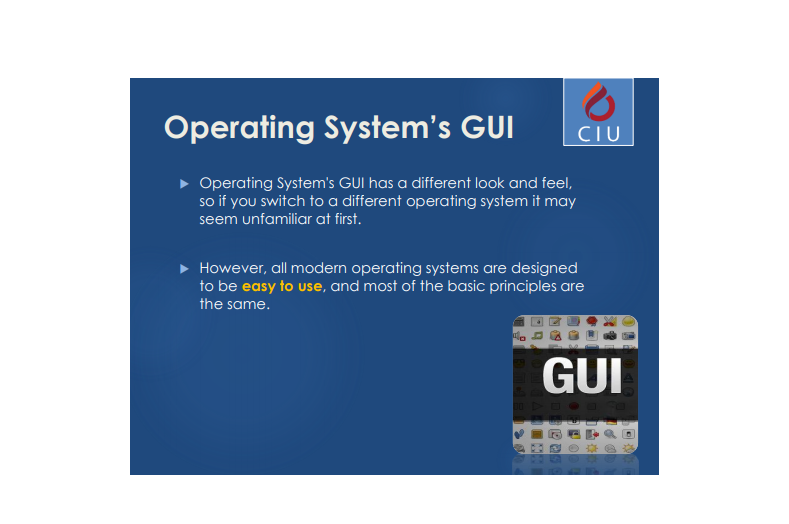 Operating System’s GUI
CIU
Operating System's GUI has a different look and feel,
so if you switch to a different operating system it may
seem unfamiliar at first.
However, all modern operating systems are designed
to be easy to use, and most of the basic principles are
the same.
GUI